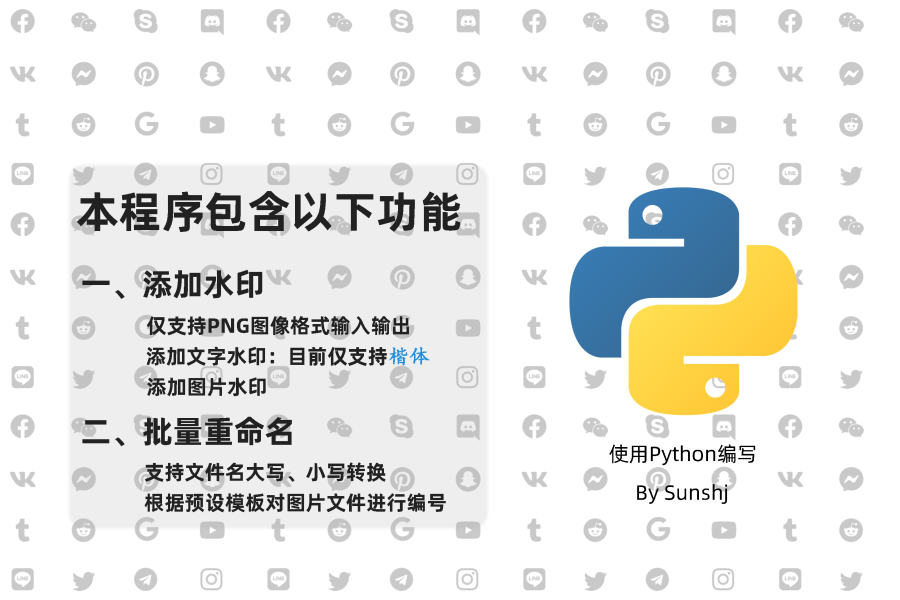 本程序包含以下功能
一、添加水印
仅支持PNG图像格式输入输出
添加文字水印：目前仅支持楷体
添加图片水印
二、批量重命名
支持文件名大写、小写转换
根据预设模板对图片文件进行编号
使用Python编写
By Sunshj